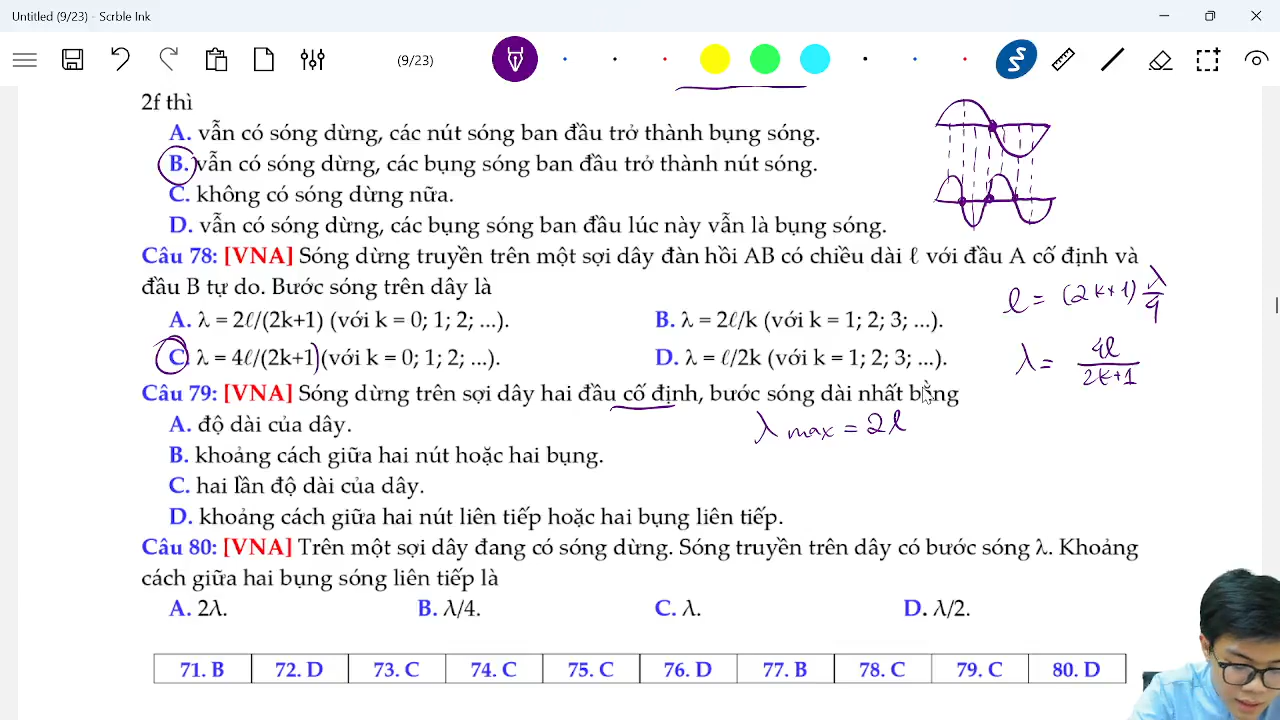 Untitled (9/23) - Scrble Ink
(9/23)
2f thì
A. vẫn có sóng dừng, các nút sóng ban đầu trở thành bụng sóng.
B. vẫn có sóng dừng, các bụng sóng ban đầu trở thành nút sóng.
C. không có sóng dừng nữa.
D. vẫn có sóng dừng, các bụng sóng ban đầu lúc này vẫn là bụng sóng.
Câu 78: [VNA] Sóng dừng truyền trên một sợi dây đàn hồi AB có chiều dài ℓ với đầu A cố định và
đầu B tự do. Bước sóng trên dây là
ℓ = (2k+1) λ/4
A. λ = 2ℓ/(2k+1) (với k = 0; 1; 2; ...).
B. λ = 2ℓ/k (với k = 1; 2; 3; ...).
C. λ = 4ℓ/(2k+1) (với k = 0; 1; 2; ...).
D. λ = ℓ/2k (với k = 1; 2; 3; ...).
λ = 4ℓ/2k+1
Câu 79: [VNA] Sóng dừng trên sợi dây hai đầu cố định, bước sóng dài nhất bằng
A. độ dài của dây.
λ max = 2ℓ
B. khoảng cách giữa hai nút hoặc hai bụng.
C. hai lần độ dài của dây.
D. khoảng cách giữa hai nút liên tiếp hoặc hai bụng liên tiếp.
Câu 80: [VNA] Trên một sợi dây đang có sóng dừng. Sóng truyền trên dây có bước sóng λ. Khoảng
cách giữa hai bụng sóng liên tiếp là
A. 2λ. B. λ/4. C. λ. D. λ/2.
71. B 72. D 73. C 74. C 75. C 76. D 77. B 78. C 79. C 80. D